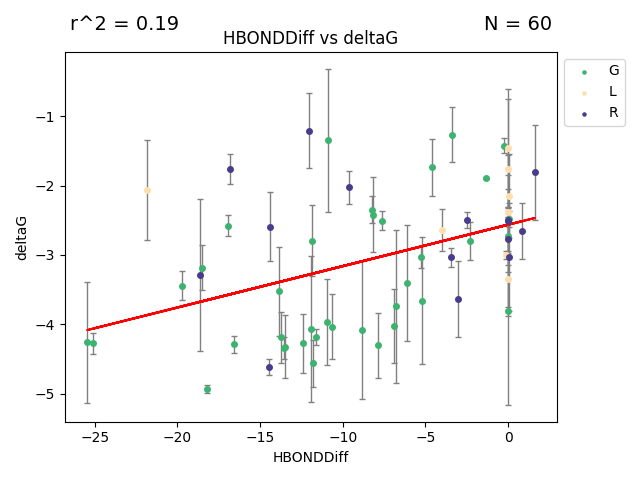 r^2 = 0.19
N = 60
HBONDDiff vs deltaG
G
L
R
−1
−2
−3
−4
−5
deltaG
−25 −20 −15 −10 −5 0
HBONDDiff